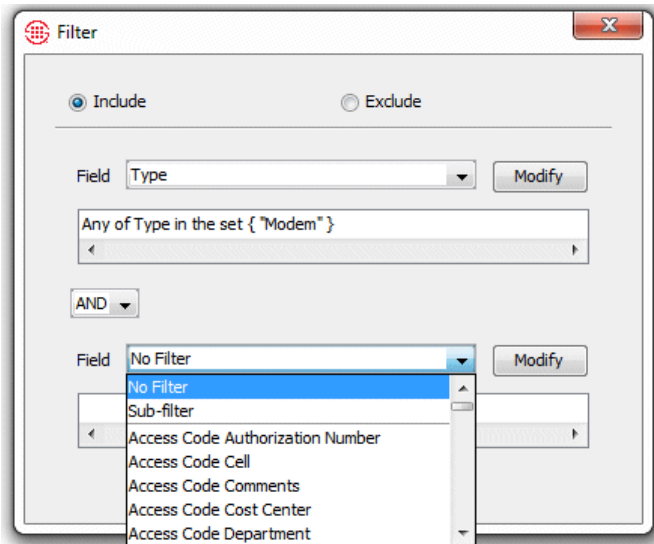 Filter
Include
Exclude
Field Type Modify
Any of Type in the set { "Modem" }
AND
Field No Filter Modify
No Filter
Sub-filter
Access Code Authorization Number
Access Code Cell
Access Code Comments
Access Code Cost Center
Access Code Department